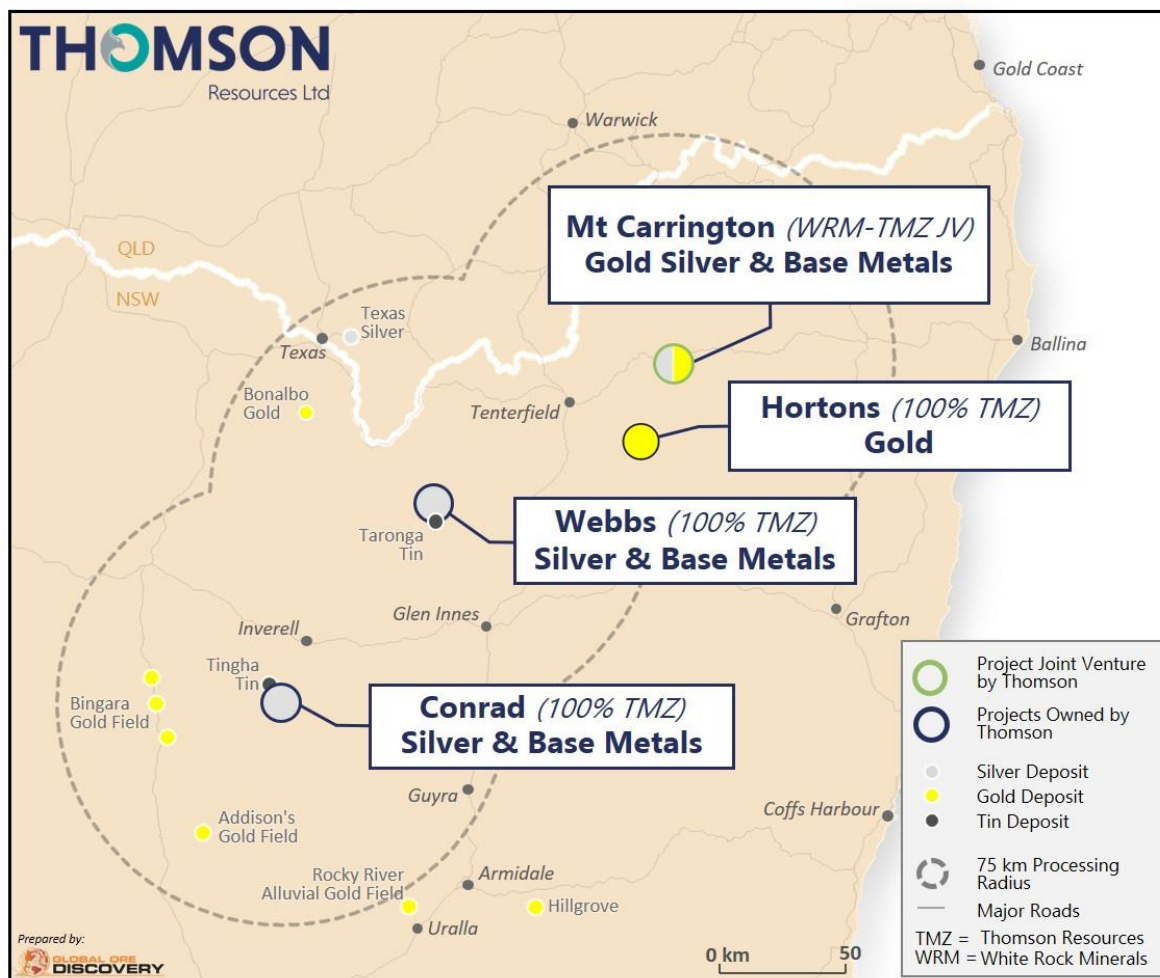 THOMSON
Resources Ltd
Gold Coast
Warwick
Mt Carrington (WRM-TMZ JV)
Gold Silver & Base Metals
QLD
NSW
Texas
Silver
Texas
Ballina
Bonalbo
Gold
Tenterfield
Hortons (100% TMZ)
Gold
Webbs (100% TMZ)
Silver & Base Metals
Taronga
Tin
Glen Innes
Grafton
Inverell
Tingha
Tin
Bingara
Gold Field
Conrad (100% TMZ)
Silver & Base Metals
Guyra
Coffs Harbour
Addison's
Gold Field
Rocky River
Alluvial Gold Field
Armidale
Hillgrove
Uralla
Project Joint Venture
by Thomson
Projects Owned by
Thomson
Silver Deposit
Gold Deposit
Tin Deposit
75 km Processing
Radius
Major Roads
TMZ = Thomson Resources
WRM = White Rock Minerals
0 km 50
Prepared by:
GLOBAL ORE
DISCOVERY